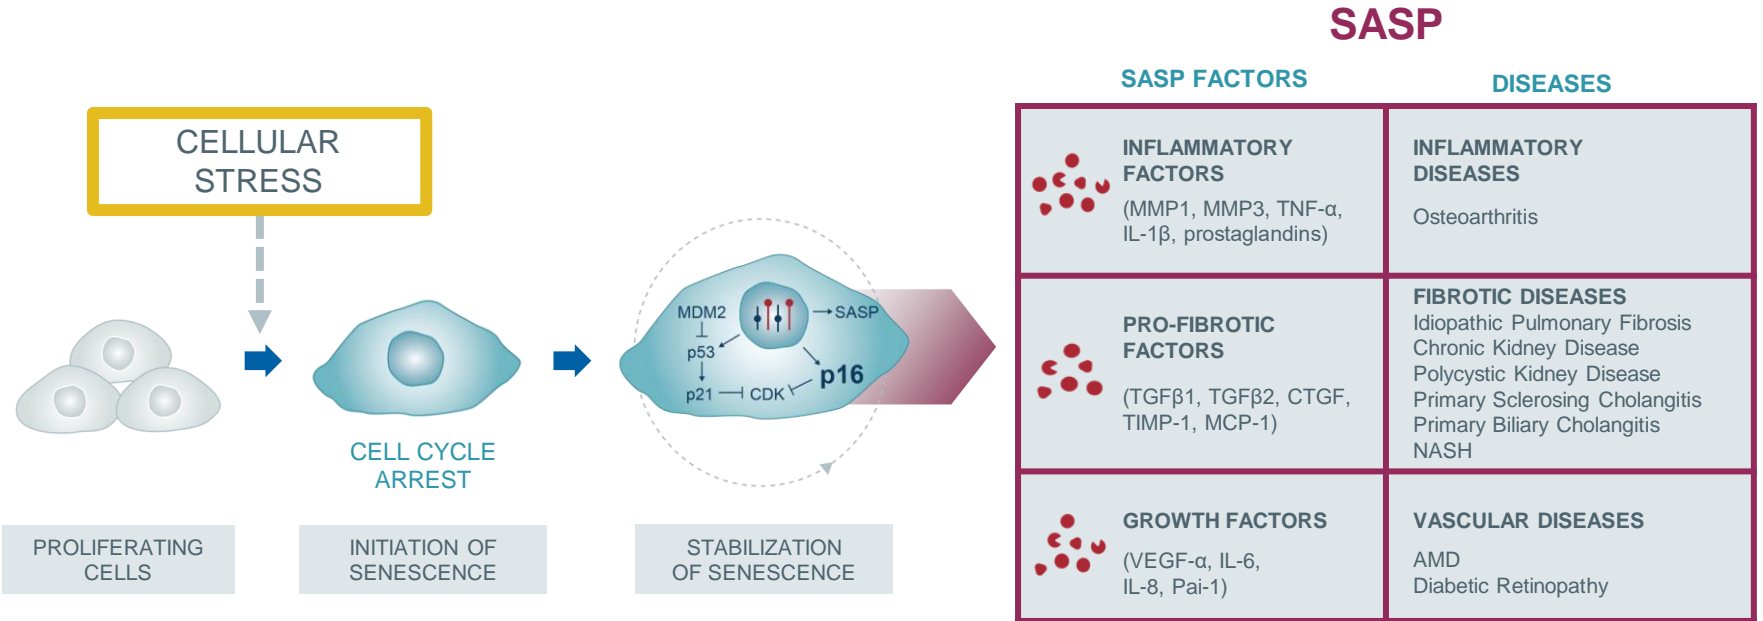 SASP
SASP FACTORS
DISEASES
CELLULAR
STRESS
CELL CYCLE
ARREST
PROLIFERATING
CELLS
INITIATION OF
SENESCENCE
MDM2
SASP
p53
p16
p21
CDK
STABILIZATION
OF SENESCENCE
INFLAMMATORY
FACTORS
(MMP1, MMP3, TNF-α,
IL-1β, prostaglandins)
INFLAMMATORY
DISEASES
Osteoarthritis
PRO-FIBROTIC
FACTORS
(TGFβ1, TGFβ2, CTGF,
TIMP-1, MCP-1)
FIBROTIC DISEASES
Idiopathic Pulmonary Fibrosis
Chronic Kidney Disease
Polycystic Kidney Disease
Primary Sclerosing Cholangitis
Primary Biliary Cholangitis
NASH
GROWTH FACTORS
(VEGF-α, IL-6,
IL-8, Pai-1)
VASCULAR DISEASES
AMD
Diabetic Retinopathy